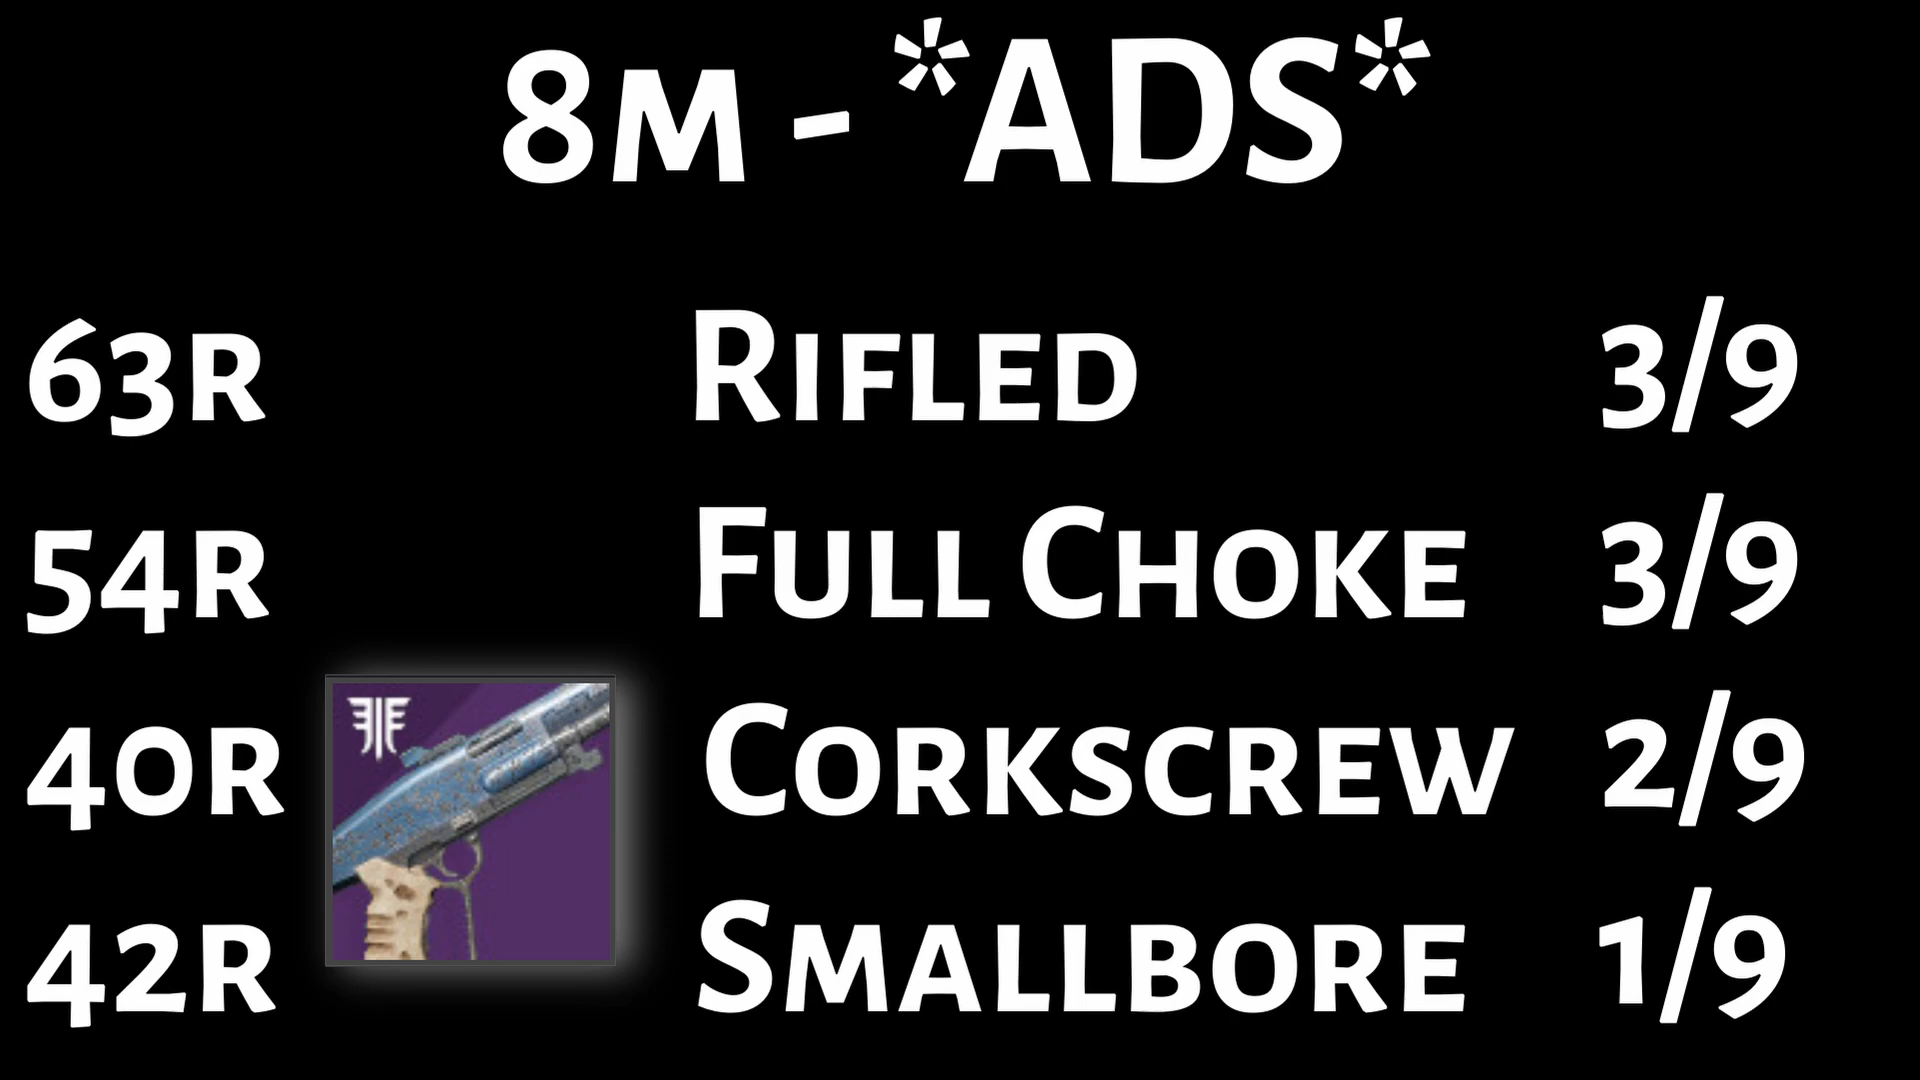 8m - *ADS*
63R Rifled 3/9
54R Full Choke 3/9
40R Corkscrew 2/9
42R Smallbore 1/9